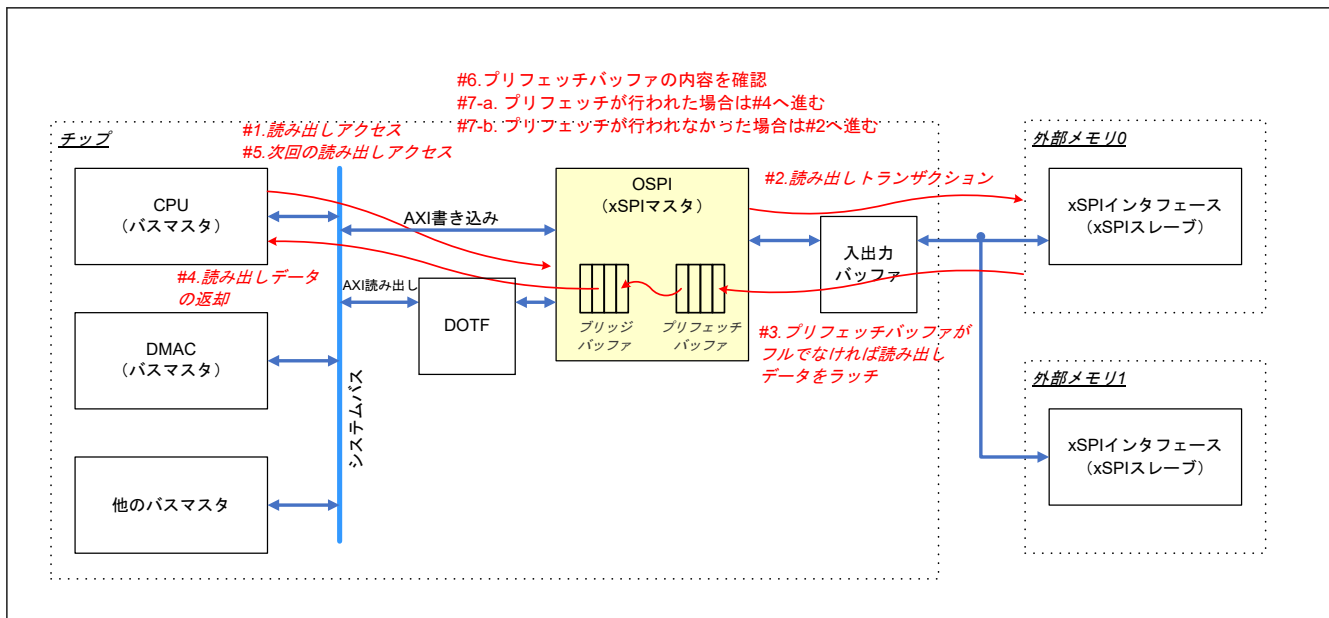 #6.プリフェッチバッファの内容を確認
#7-a. プリフェッチが行われた場合は#4へ進む
#7-b. プリフェッチが行われなかった場合は#2へ進む
チップ
#1.読み出しアクセス
#5.次回の読み出しアクセス
外部メモリ0
CPU
（バスマスタ）
OSPI
（xSPIマスタ）
#2.読み出しトランザクション
xSPIインタフェース
（xSPIスレーブ）
AXI書き込み
入出力
バッファ
#4.読み出しデータ
の返却
AXI読み出し
DOTF
ブリッジ
バッファ
プリフェッチ
バッファ
#3.プリフェッチバッファが
フルでなければ読み出し
データをラッチ
DMAC
（バスマスタ）
システムバス
外部メモリ1
xSPIインタフェース
（xSPIスレーブ）
他のバスマスタ